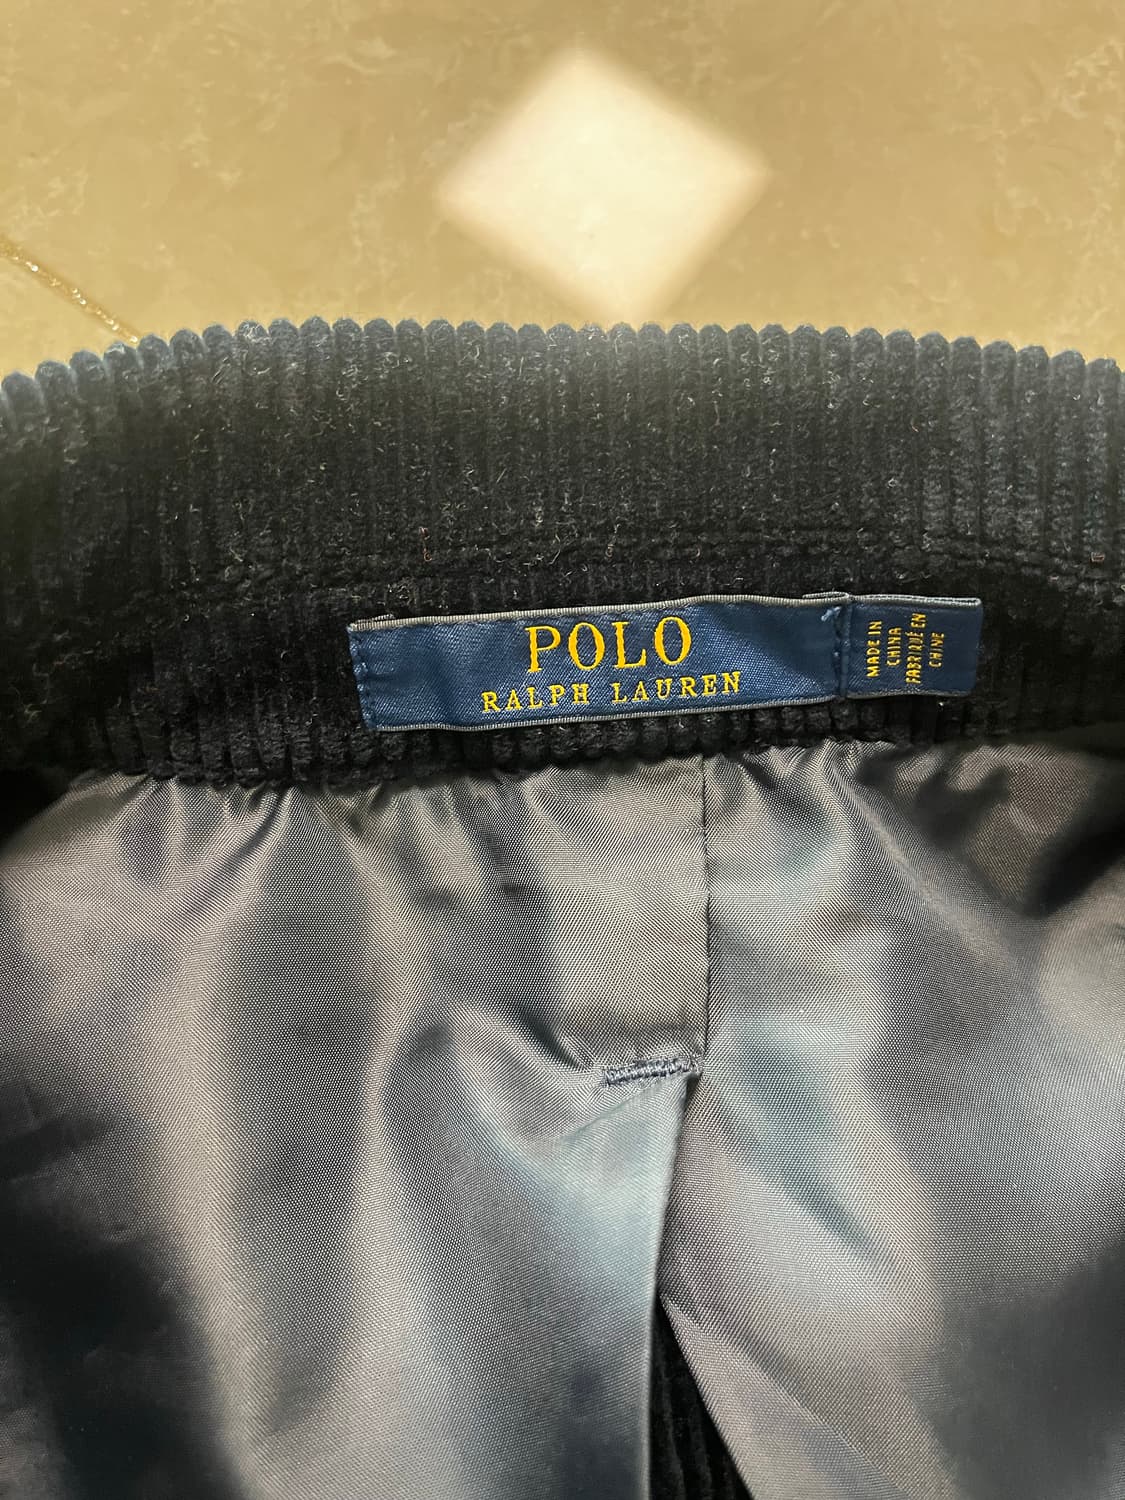 POLO
RALPH LAUREN
MADE IN
CHINA
FABRIQUÉ EN
CHINE